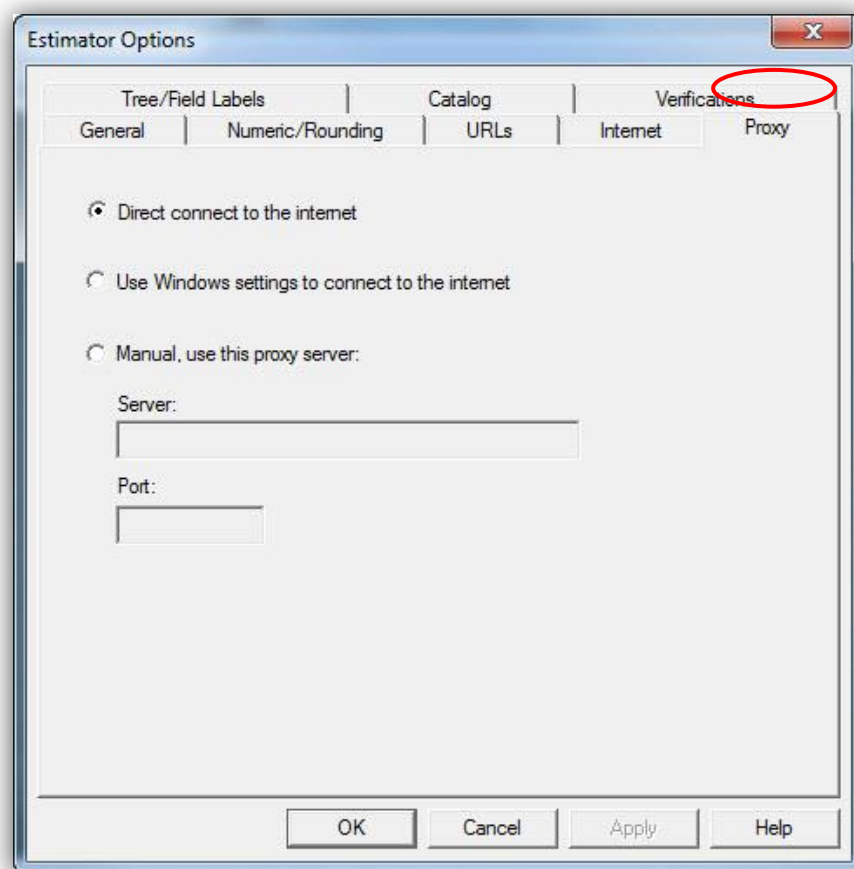 Estimator Options
Tree/Field Labels Catalog Verifications
General Numeric/Rounding URLs Internet Proxy
Direct connect to the internet
Use Windows settings to connect to the internet
Manual, use this proxy server:
Server:
Port:
OK Cancel Apply Help